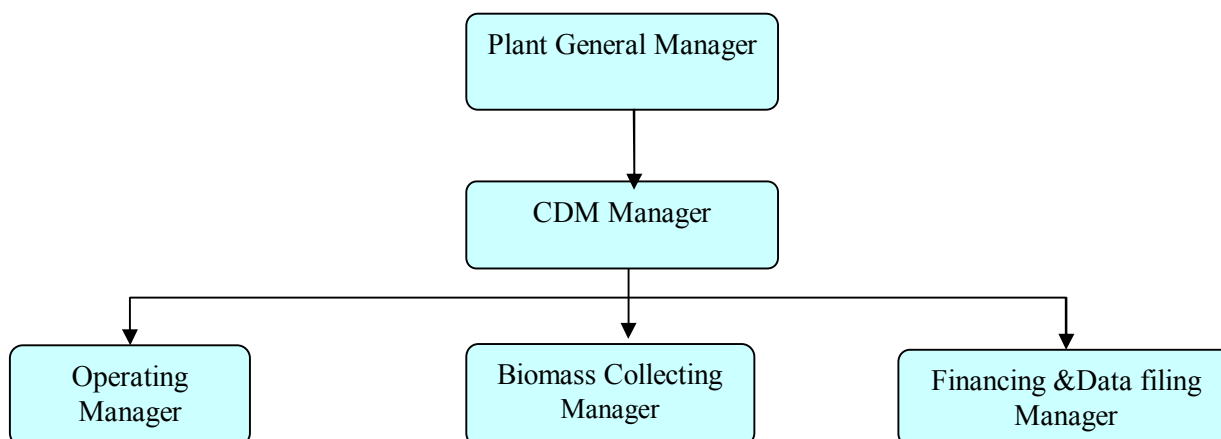 Plant General Manager
CDM Manager
Operating
Manager
Biomass Collecting
Manager
Financing &Data filing
Manager